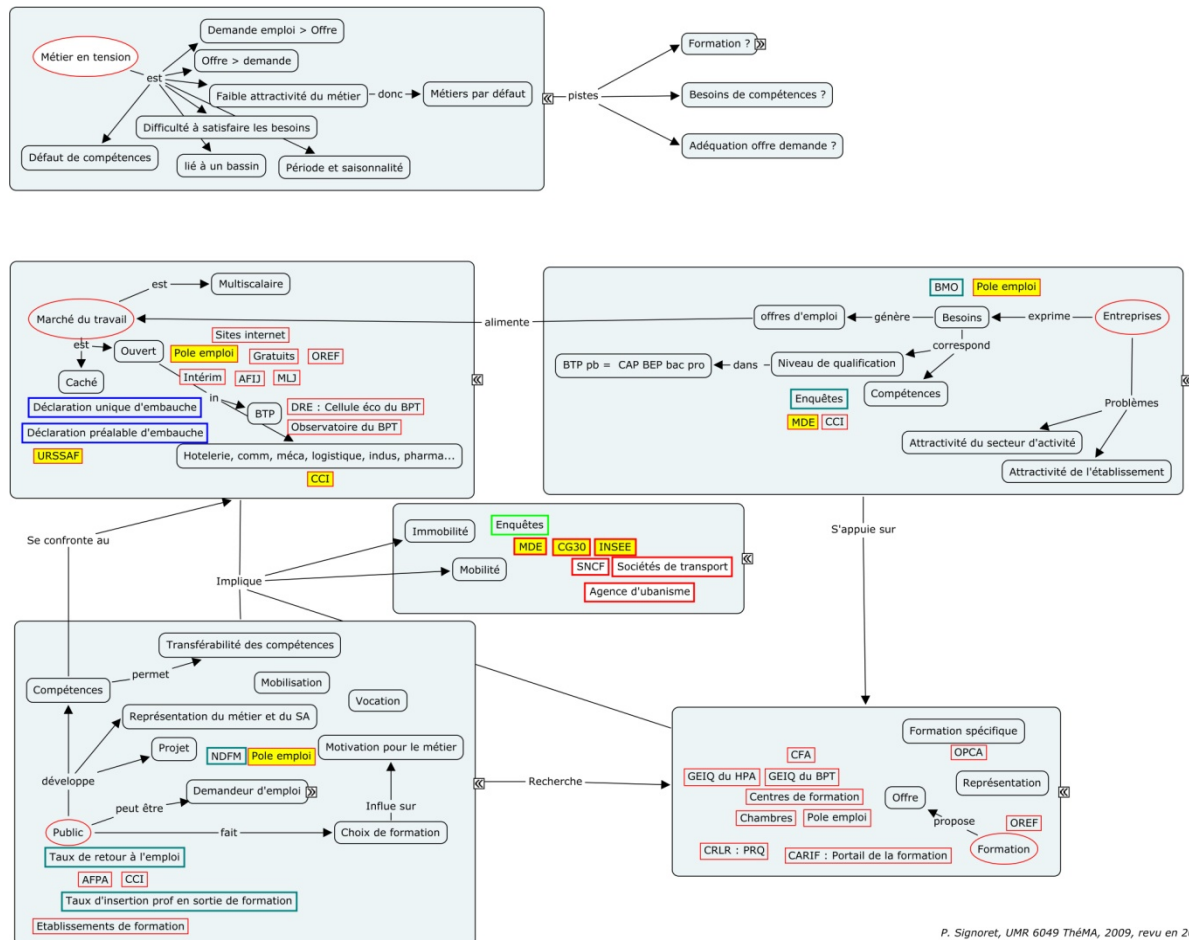 Métier en tension
est
Demande emploi > Offre
Offre > demande
Faible attractivité du métier
donc
Métiers par défaut
Difficulté à satisfaire les besoins
Défaut de compétences
lié à un bassin
Période et saisonnalité
pistes
Formation ?
Besoins de compétences ?
Adéquation offre demande ?
Marché du travail
est
Multiscalaire
est
Ouvert
Caché
Sites internet
Pole emploi
Gratuits
OREF
Intérim
AFIJ
MLJ
in
BTP
DRE : Cellule éco du BPT
Observatoire du BPT
Déclaration unique d'embauche
Déclaration préalable d'embauche
URSSAF
Hotelerie, comm, méca, logistique, indus, pharma...
CCI
alimente
BMO
Pole emploi
offres d'emploi
génère
Besoins
exprime
Entreprises
correspond
BTP pb = CAP BEP bac pro
dans
Niveau de qualification
Compétences
Enquêtes
MDE
CCI
Problèmes
Attractivité du secteur d'activité
Attractivité de l'établissement
Se confronte au
Implique
Immobilité
Enquêtes
MDE
CG30
INSEE
Mobilité
SNCF
Sociétés de transport
Agence d'ubanisme
S'appuie sur
Transférabilité des compétences
permet
Compétences
Mobilisation
Vocation
Représentation du métier et du SA
Projet
NDFM
Pole emploi
Motivation pour le métier
développe
Demandeur d'emploi
peut être
Influe sur
Public
fait
Choix de formation
Taux de retour à l'emploi
AFPA
CCI
Taux d'insertion prof en sortie de formation
Etablissements de formation
Recherche
Formation spécifique
OPCA
CFA
GEIQ du HPA
GEIQ du BPT
Représentation
Centres de formation
Offre
Chambres
Pole emploi
propose
OREF
Formation
CRLR : PRQ
CARIF : Portail de la formation
P. Signoret, UMR 6049 ThéMA, 2009, revu en